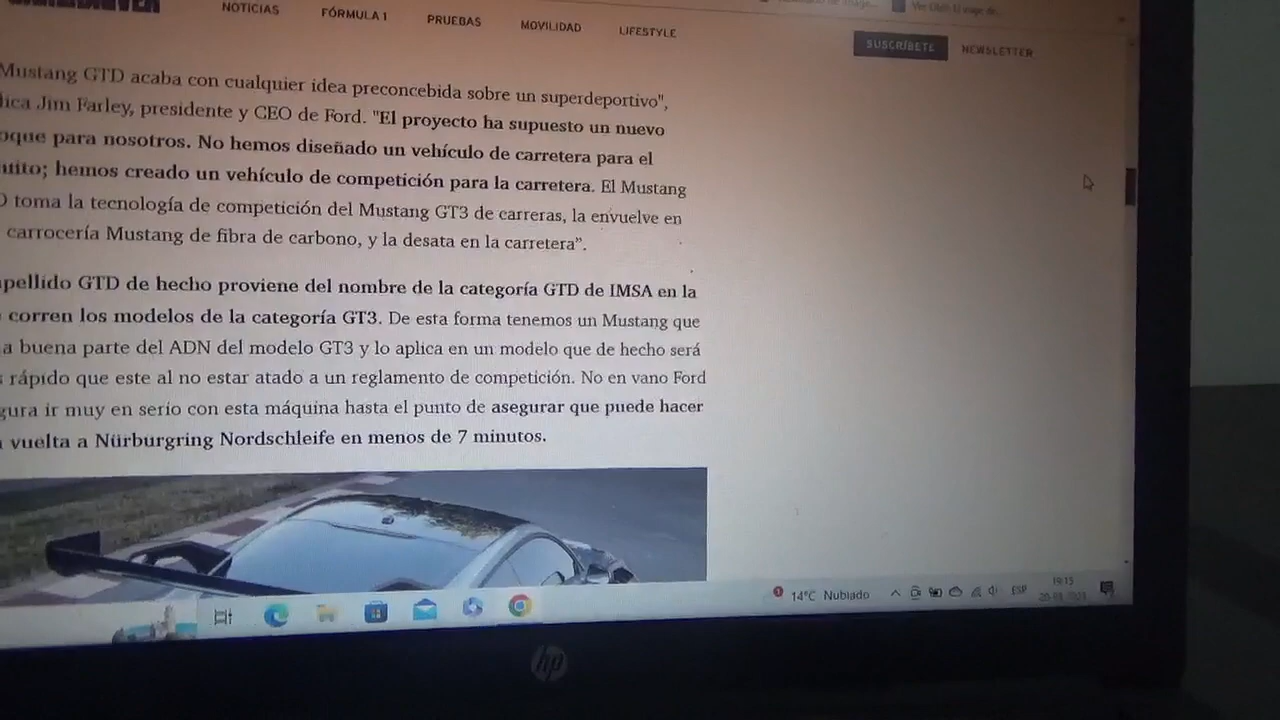 NOTICIAS FÓRMULA 1 PRUEBAS MOVILIDAD LIFESTYLE
SUSCRÍBETE NEWSLETTER
Mustang GTD acaba con cualquier idea preconcebida sobre un superdeportivo",
lica Jim Farley, presidente y CEO de Ford. "El proyecto ha supuesto un nuevo
oque para nosotros. No hemos diseñado un vehículo de carretera para el
uito; hemos creado un vehículo de competición para la carretera. El Mustang
D toma la tecnología de competición del Mustang GT3 de carreras, la envuelve en
carrocería Mustang de fibra de carbono, y la desata en la carretera”.
pellido GTD de hecho proviene del nombre de la categoría GTD de IMSA en la
corren los modelos de la categoría GT3. De esta forma tenemos un Mustang que
a buena parte del ADN del modelo GT3 y lo aplica en un modelo que de hecho será
s rápido que este al no estar atado a un reglamento de competición. No en vano Ford
gura ir muy en serio con esta máquina hasta el punto de asegurar que puede hacer
a vuelta a Nürburgring Nordschleife en menos de 7 minutos.
14°C Nublado ESP 19:15
hp